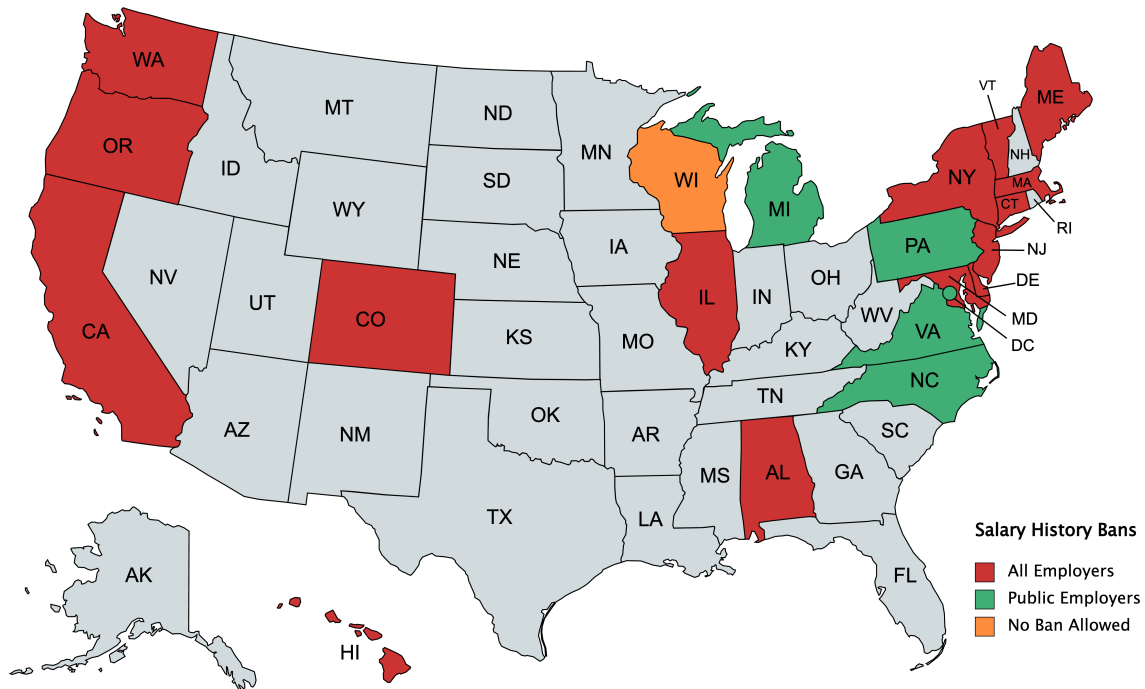 WA
MT
ND
MN
VT
ME
OR
ID
SD
WI
MI
NY
NH
MA
CT
RI
WY
NE
IA
PA
NJ
NV
UT
CO
KS
MO
IL
IN
OH
WV
VA
DE
MD
DC
CA
KY
NC
AZ
NM
OK
AR
TN
SC
MS
AL
GA
TX
LA
FL
AK
HI
Salary History Bans
All Employers
Public Employers
No Ban Allowed